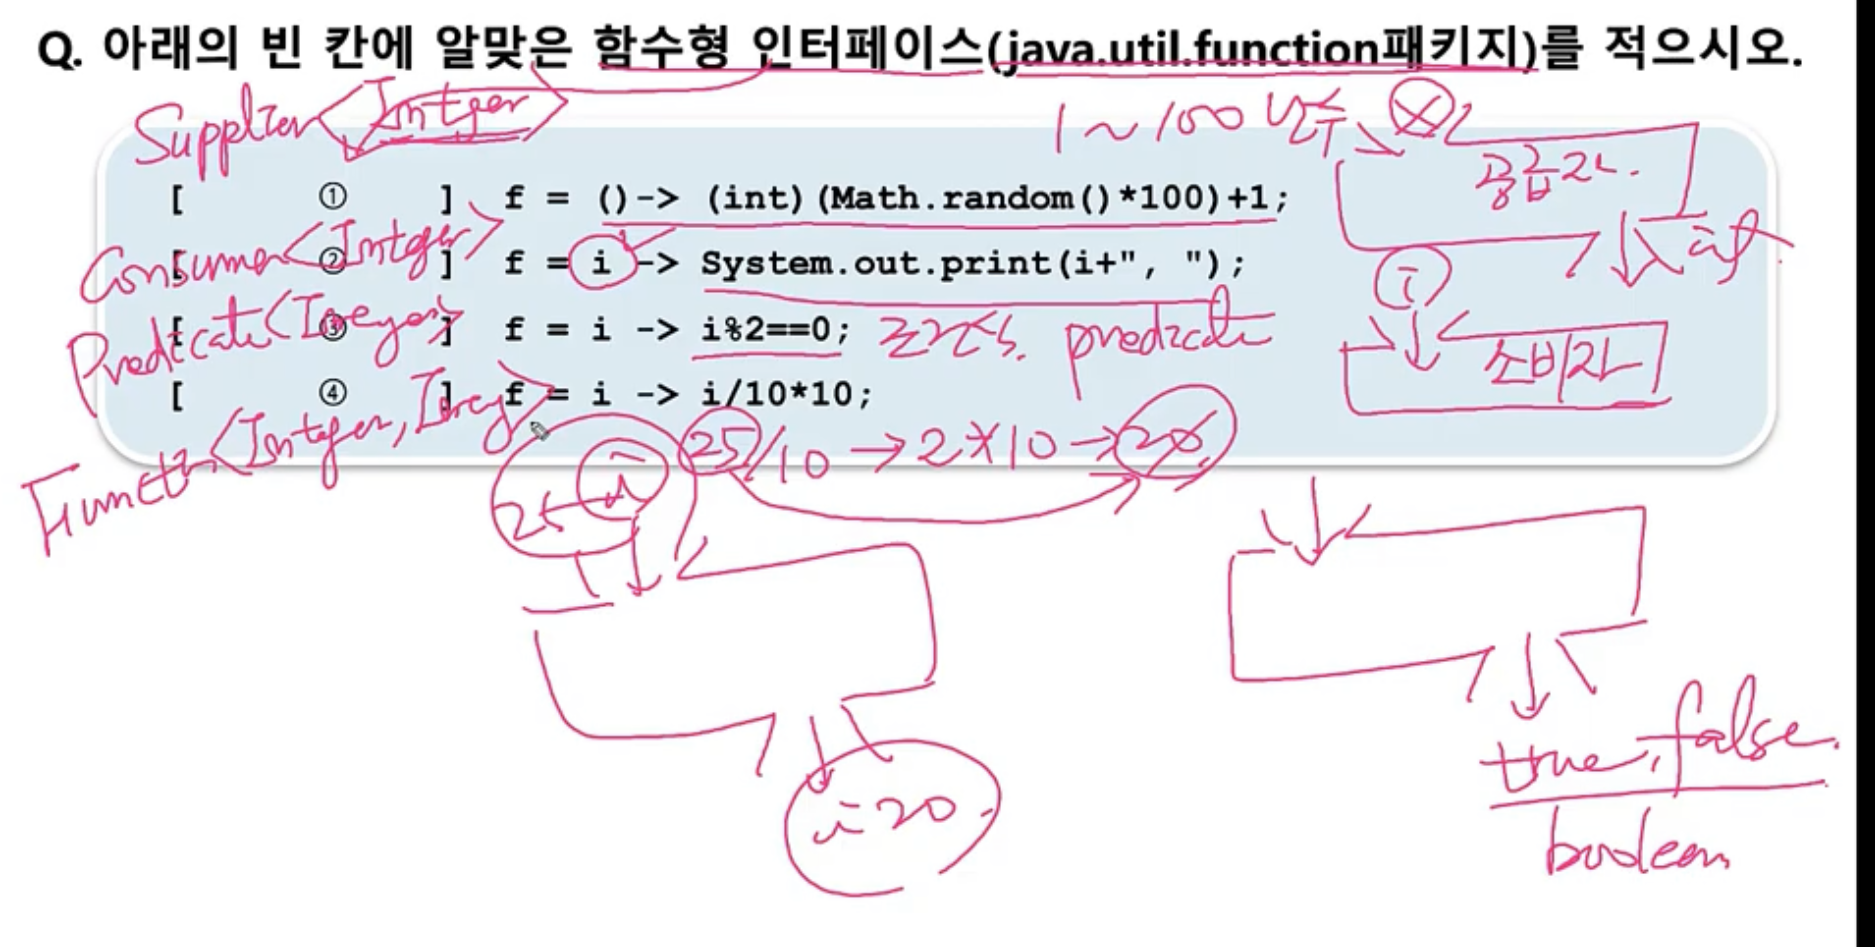 Q. 아래의 빈 칸에 알맞은 함수형 인터페이스(java.util.function패키지)를 적으시오.
Supplier<Integer>
1~100 난수 X
공급자.
[ ① ] f = ()-> (int)(Math.random()*100)+1;
Consumer<Integer>
[ ② ] f = i -> System.out.print(i+", ");
i
Predicate<Integer>
[ ③ ] f = i -> i%2==0; 조건식. predicate
소비자
[ ④ ] f = i -> i/10*10;
Function<Integer, Integer>
25/10 → 2*10 → 20
25 i
i 20.
true, false.
boolean